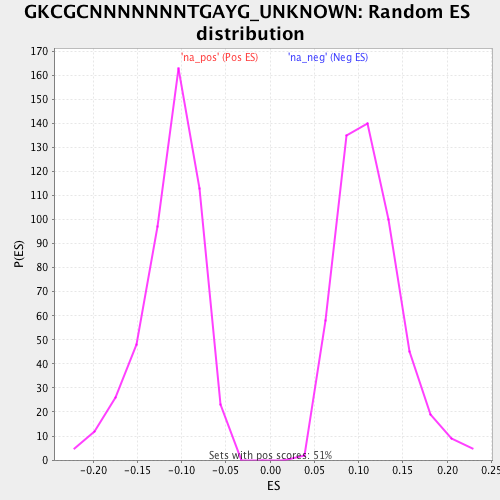 GKCGCNNNNNNNTGAYG_UNKNOWN: Random ES
distribution
'na_pos' (Pos ES) 'na_neg' (Neg ES)
170
160
150
140
130
120
110
100
90
80
70
60
50
40
30
20
10
0
P(ES)
Sets with pos scores: 51%
-0.20 -0.15 -0.10 -0.05 0.00 0.05 0.10 0.15 0.20 0.25
ES